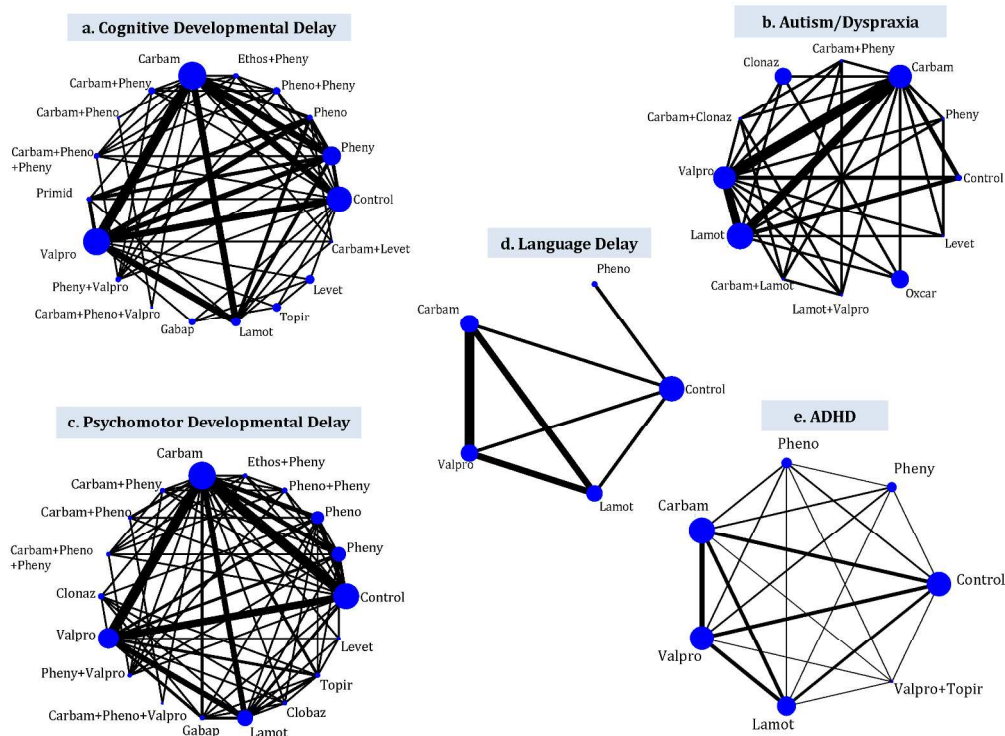 a. Cognitive Developmental Delay
Carbam
Ethos+Pheny
Carbam+Pheny
Pheno+Pheny
Carbam+Pheno
Pheno
Carbam+Pheno
+Pheny
Pheny
Primid
Control
Valpro
Carbam+Levet
Pheny+Valpro
Levet
Carbam+Pheno+Valpro
Topir
Gabap
Lamot
b. Autism/Dyspraxia
Carbam+Pheny
Clonaz
Carbam
Carbam+Clonaz
Pheny
Valpro
Control
Lamot
Levet
Carbam+Lamot
Oxcar
Lamot+Valpro
d. Language Delay
Pheno
Carbam
Control
Valpro
Lamot
c. Psychomotor Developmental Delay
Carbam
Ethos+Pheny
Carbam+Pheny
Pheno+Pheny
Carbam+Pheno
Pheno
Carbam+Pheno
+Pheny
Pheny
Clonaz
Control
Valpro
Levet
Pheny+Valpro
Topir
Carbam+Pheno+Valpro
Clobaz
Gabap
Lamot
e. ADHD
Pheno
Pheny
Carbam
Control
Valpro
Valpro+Topir
Lamot